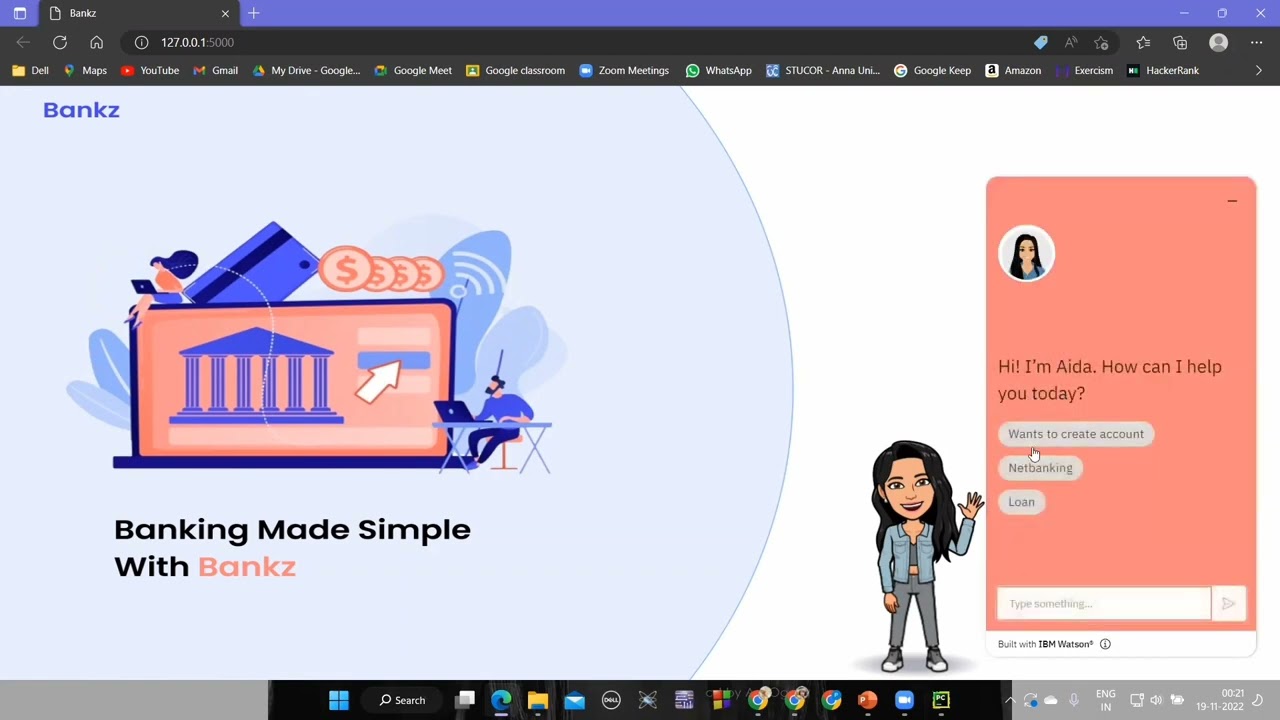 Bankz
127.0.0.1:5000
Dell
Maps
YouTube
Gmail
My Drive - Google...
Google Meet
Google classroom
Zoom Meetings
WhatsApp
STUCOR - Anna Uni...
Google Keep
Amazon
Exercism
HackerRank
Bankz
Banking Made Simple
With Bankz
Hi! I'm Aida. How can I help
you today?
Wants to create account
Netbanking
Loan
Type something...
Built with IBM Watson®
Search
ENG
IN
00:21
19-11-2022